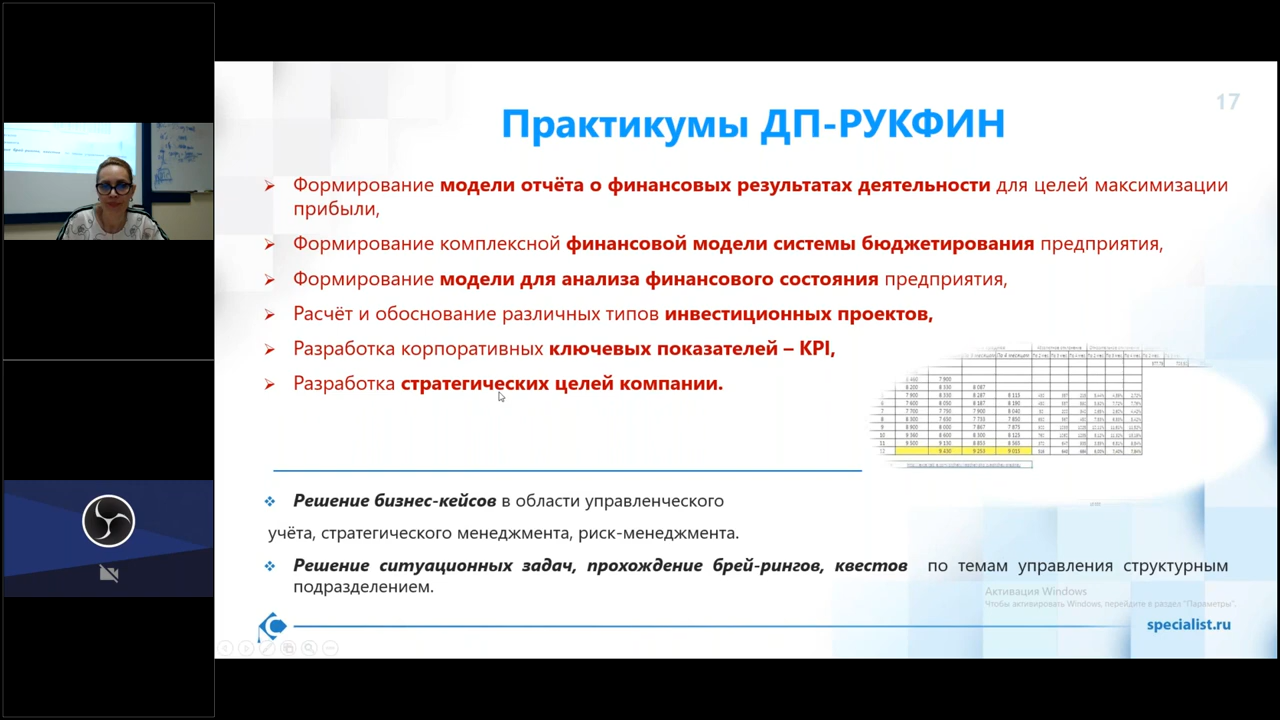 17
Практикумы ДП-РУКФИН
Формирование модели отчёта о финансовых результатах деятельности для целей максимизации
прибыли,
Формирование комплексной финансовой модели системы бюджетирования предприятия,
Формирование модели для анализа финансового состояния предприятия,
Расчёт и обоснование различных типов инвестиционных проектов,
Разработка корпоративных ключевых показателей – KPI,
Разработка стратегических целей компании.
Решение бизнес-кейсов в области управленческого
учёта, стратегического менеджмента, риск-менеджмента.
Решение ситуационных задач, прохождение брей-рингов, квестов по темам управления структурным
подразделением.
Активация Windows
Чтобы активировать Windows, перейдите в раздел "Параметры".
specialist.ru